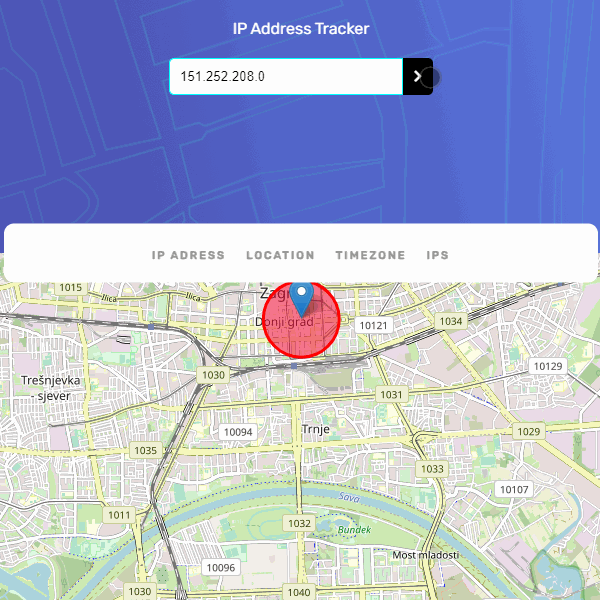 IP Address Tracker
151.252.208.0
IP ADRESS LOCATION TIMEZONE IPS
1015
Ilica
Ilica
Donji grad
10121
1034
1030
10129
Trešnjevka
- sjever
1031
10094
Trnje
1029
1035
1033
10107
Sava
1011
1032
Bundek
Most mladosti
10096
1030
1040